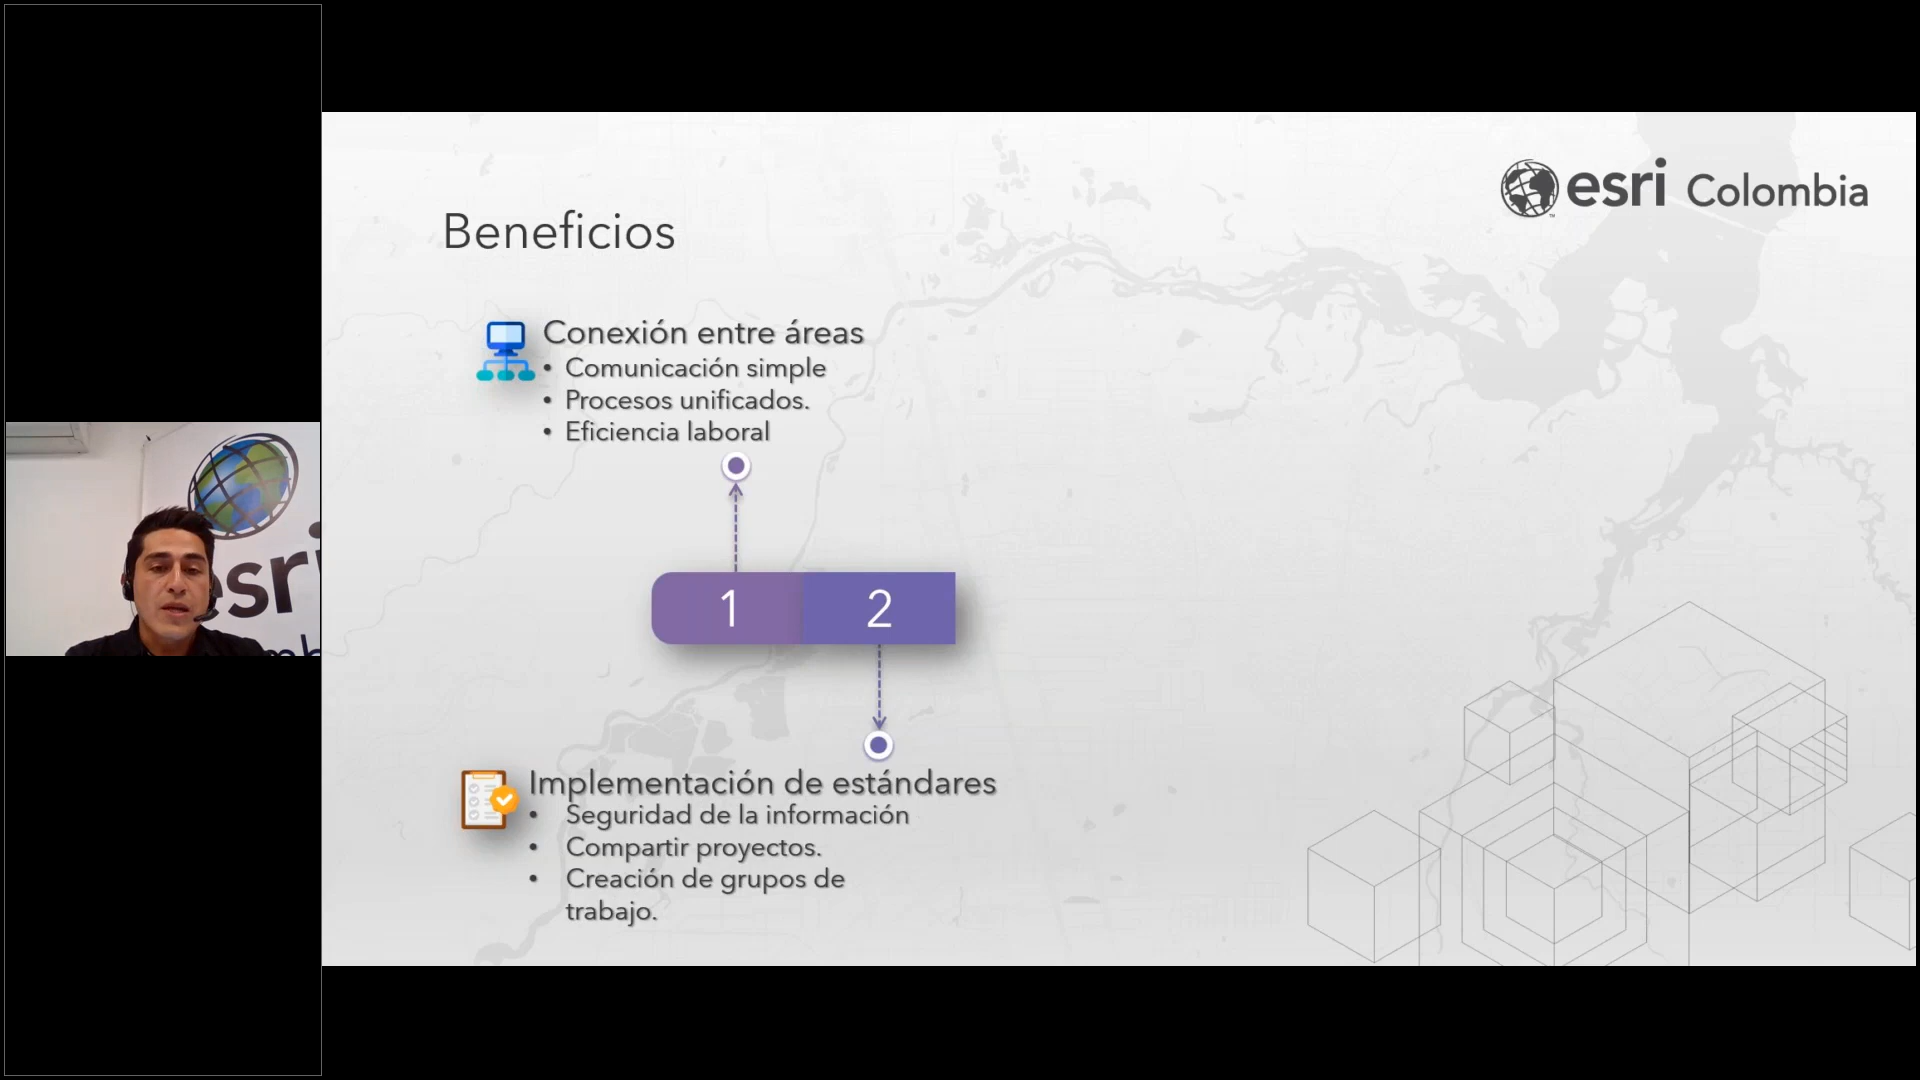 esri Colombia
Beneficios
Conexión entre áreas
• Comunicación simple
• Procesos unificados.
• Eficiencia laboral
1 2
Implementación de estándares
• Seguridad de la información
• Compartir proyectos.
• Creación de grupos de
trabajo.
esri